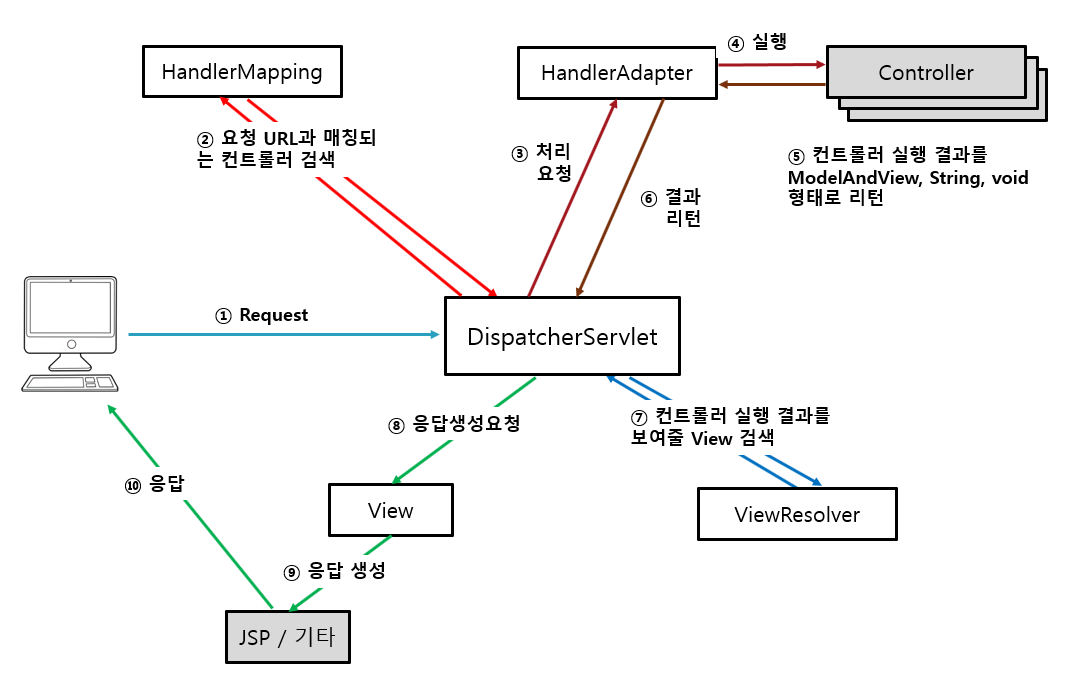 HandlerMapping
HandlerAdapter
④ 실행
Controller
② 요청 URL과 매칭되
는 컨트롤러 검색
③ 처리
요청
⑥ 결과
리턴
⑤ 컨트롤러 실행 결과를
ModelAndView, String, void
형태로 리턴
① Request
DispatcherServlet
⑧ 응답생성요청
⑦ 컨트롤러 실행 결과를
보여줄 View 검색
⑩ 응답
View
ViewResolver
⑨ 응답 생성
JSP / 기타